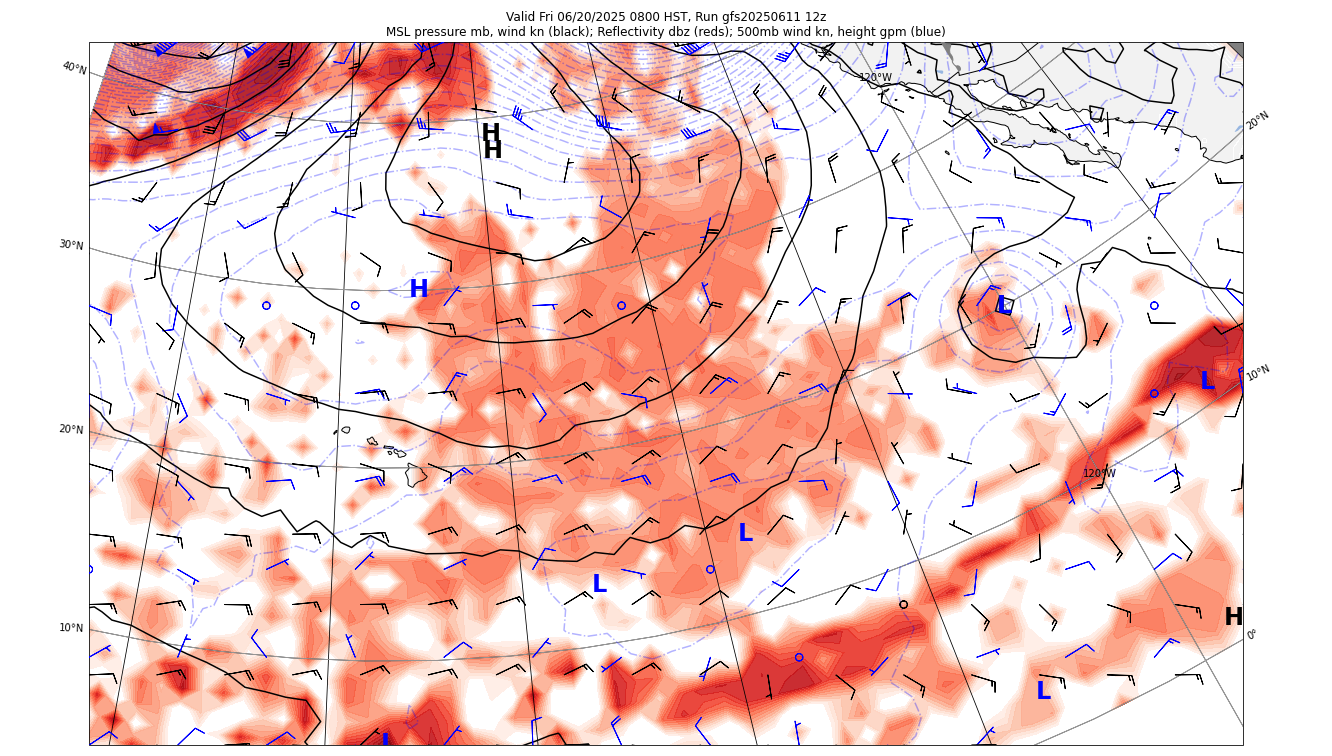 Valid Fri 06/20/2025 0800 HST, Run gfs20250611 12z
MSL pressure mb, wind kn (black); Reflectivity dbz (reds); 500mb wind kn, height gpm (blue)
40°N
120°W
20°N
H
H
30°N
H
L
10°N
L
20°N
120°W
L
L
10°N
H
0°
L
L